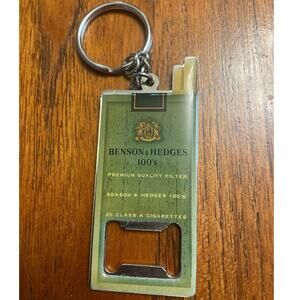 BENSON & HEDGES
100's
PREMIUM QUALITY FILTER
BENSON & HEDGES 100's
20 CLASS A CIGARETTES